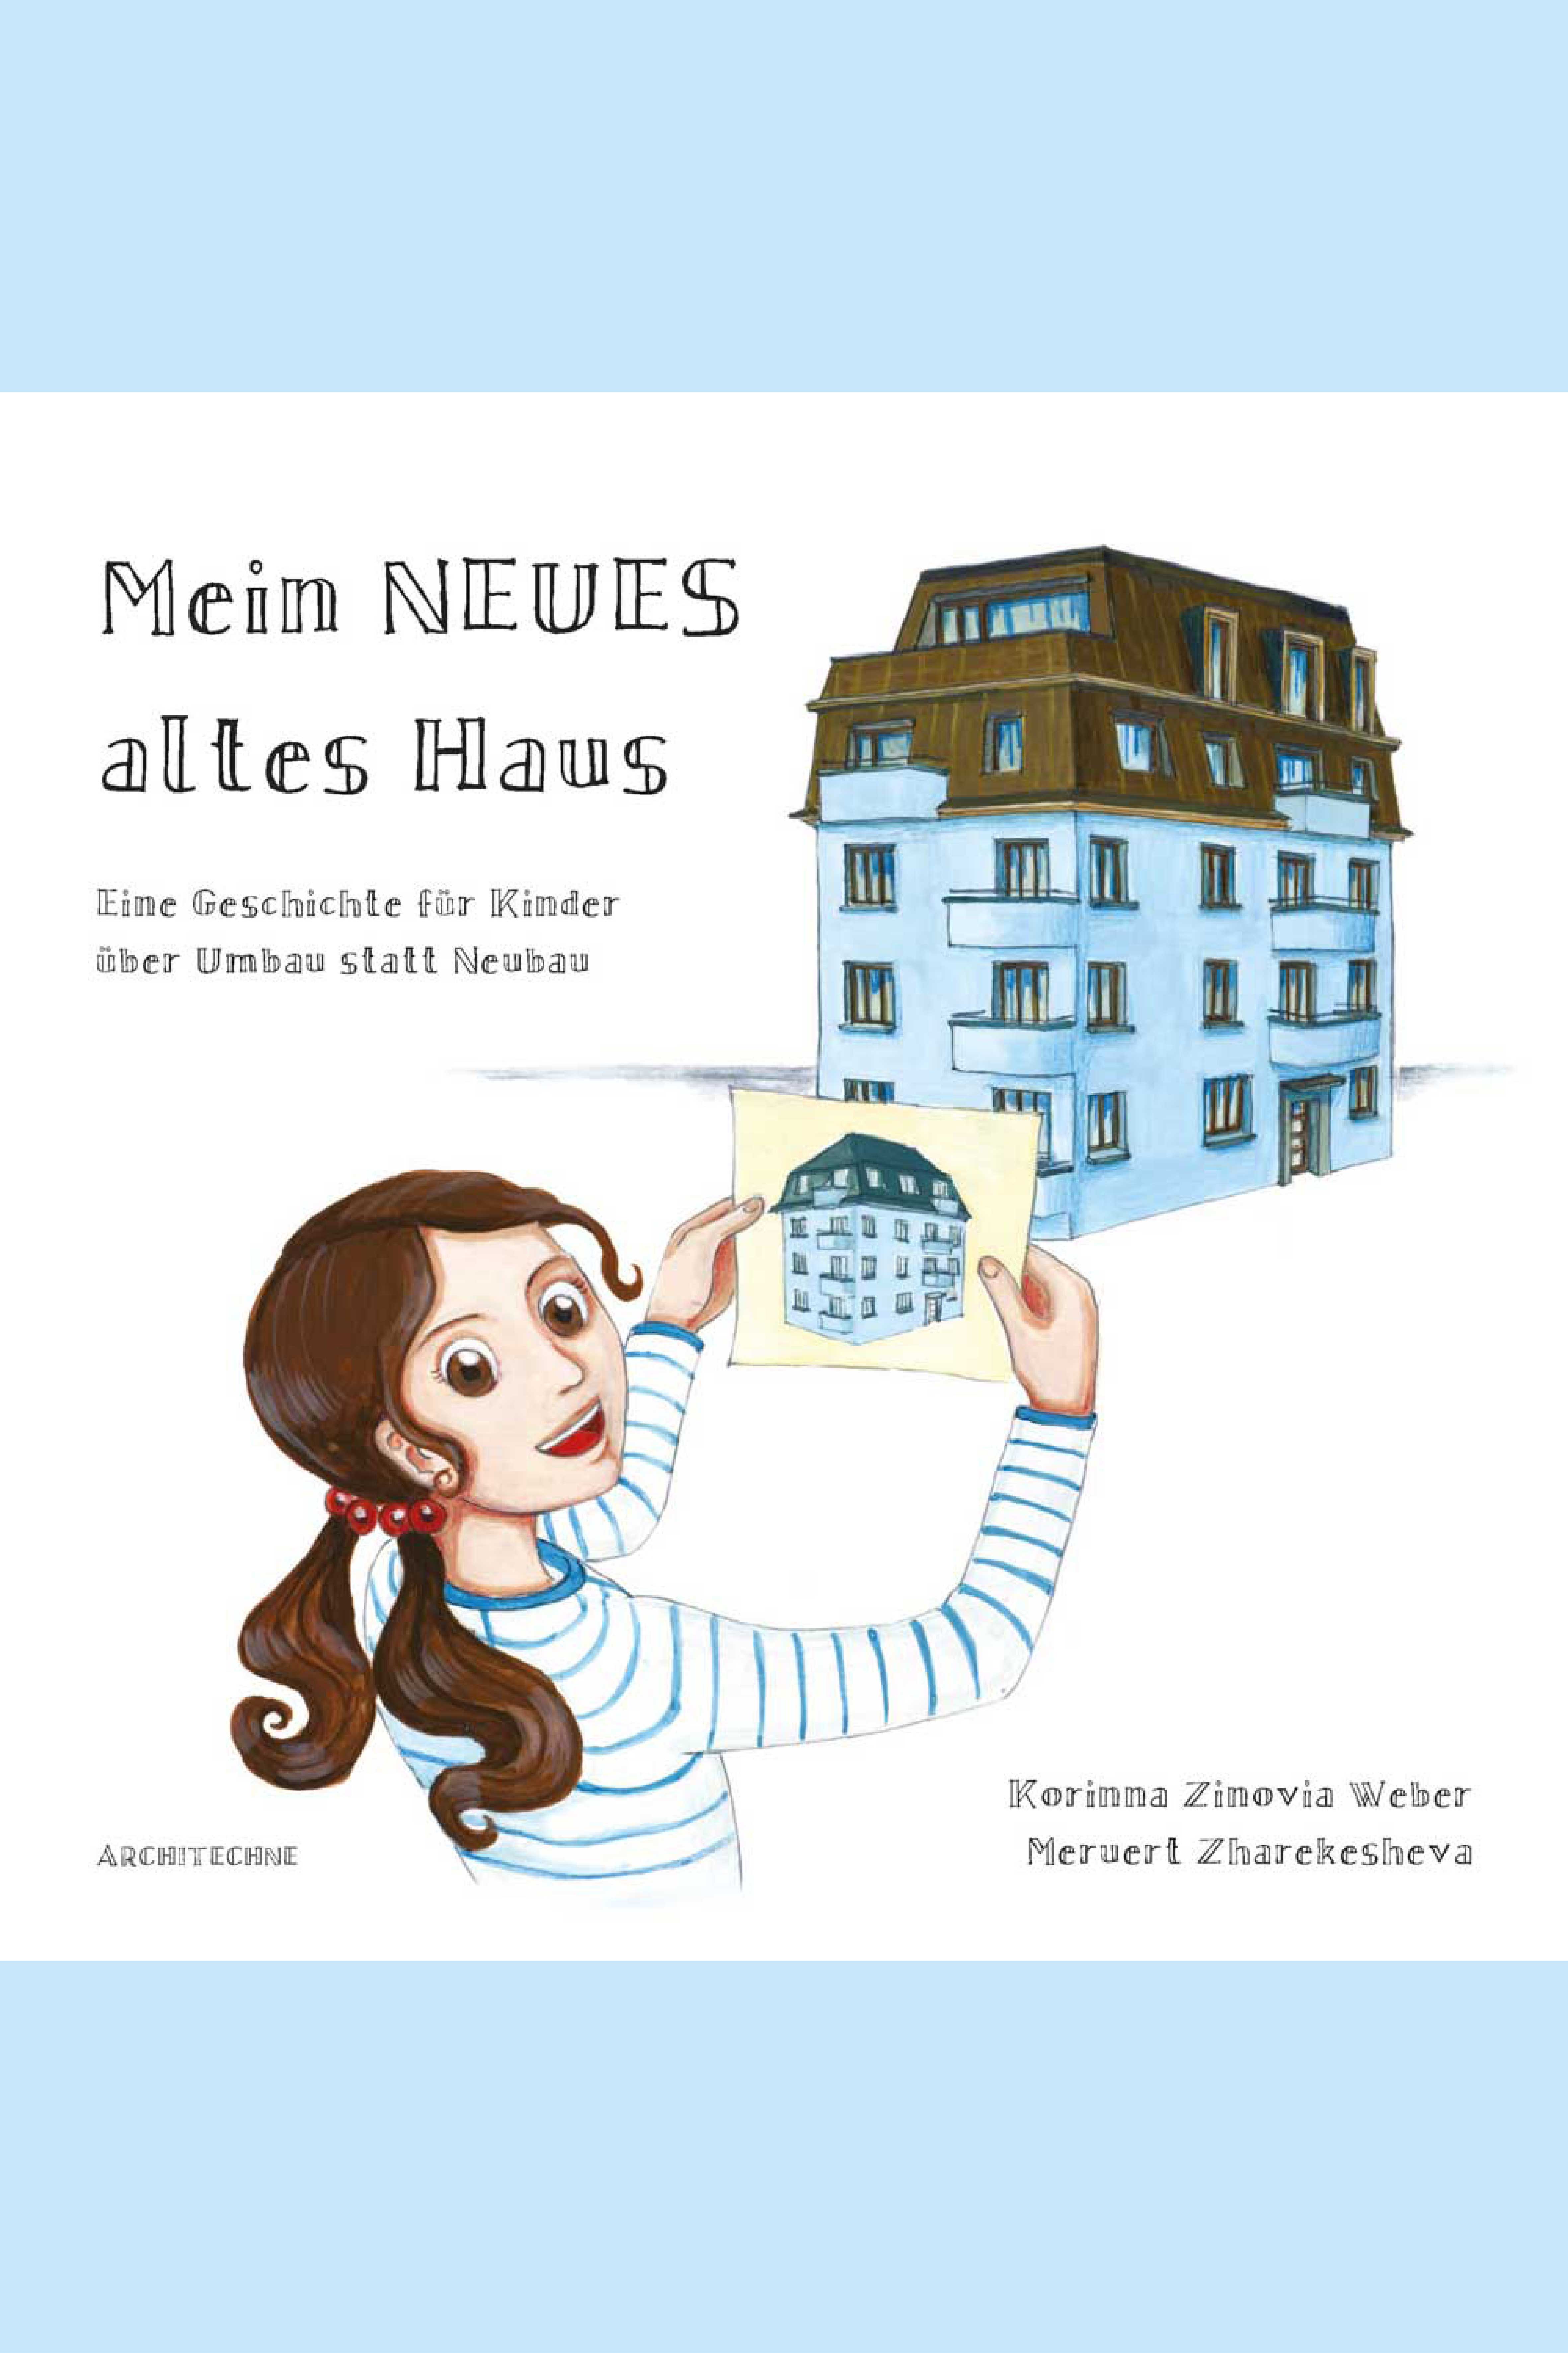 Mein NEUES
altes Haus
Eine Geschichte für Kinder
über Umbau statt Neubau
Korinna Zinovia Weber
Meruert Zharekesheva
ARCHITECHNE